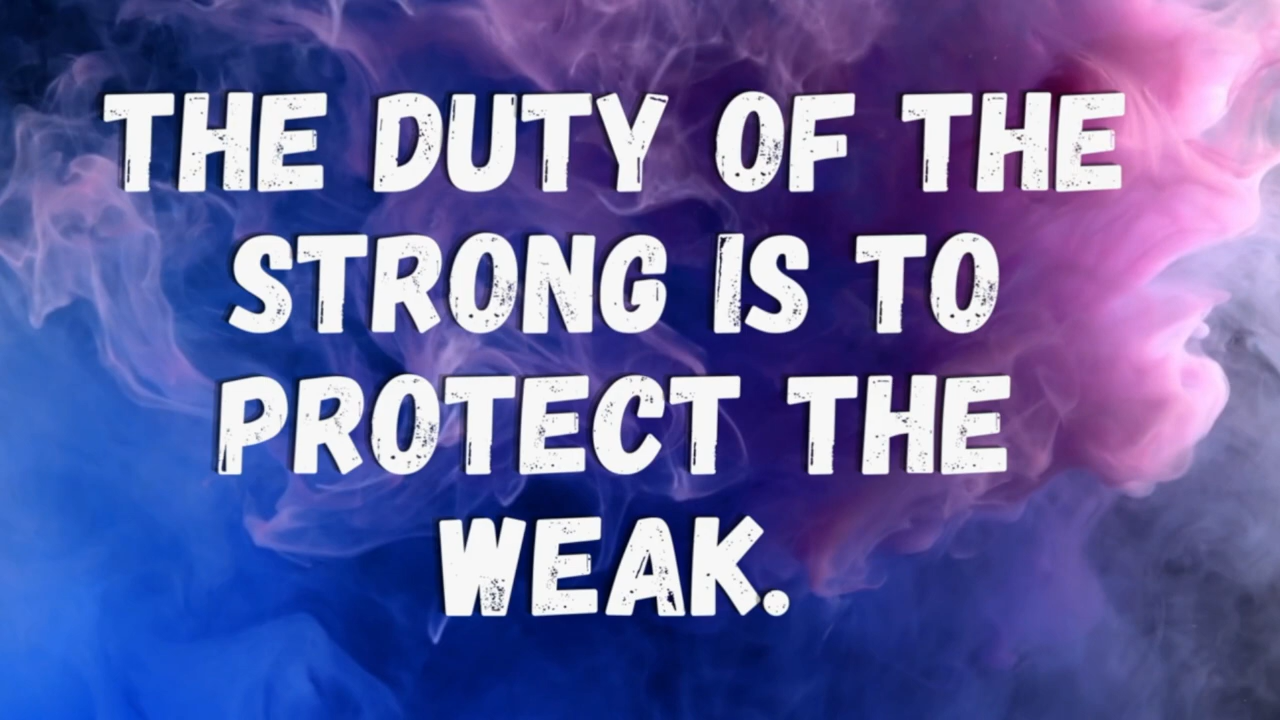 THE DUTY OF THE
STRONG IS TO
PROTECT THE
WEAK.